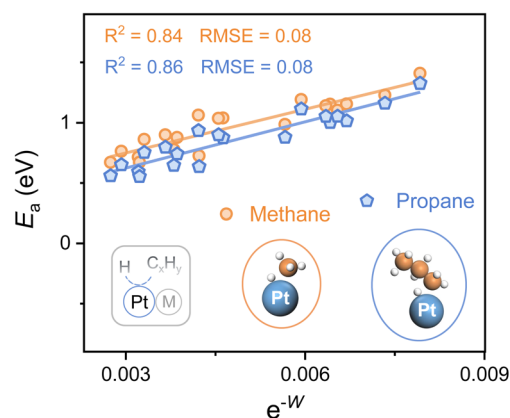 R² = 0.84 RMSE = 0.08
R² = 0.86 RMSE = 0.08
Eₐ (eV)
1
0
Methane
Propane
H CₓHᵧ
Pt M
Pt
Pt
0.003 0.006 0.009
e⁻ᵂ